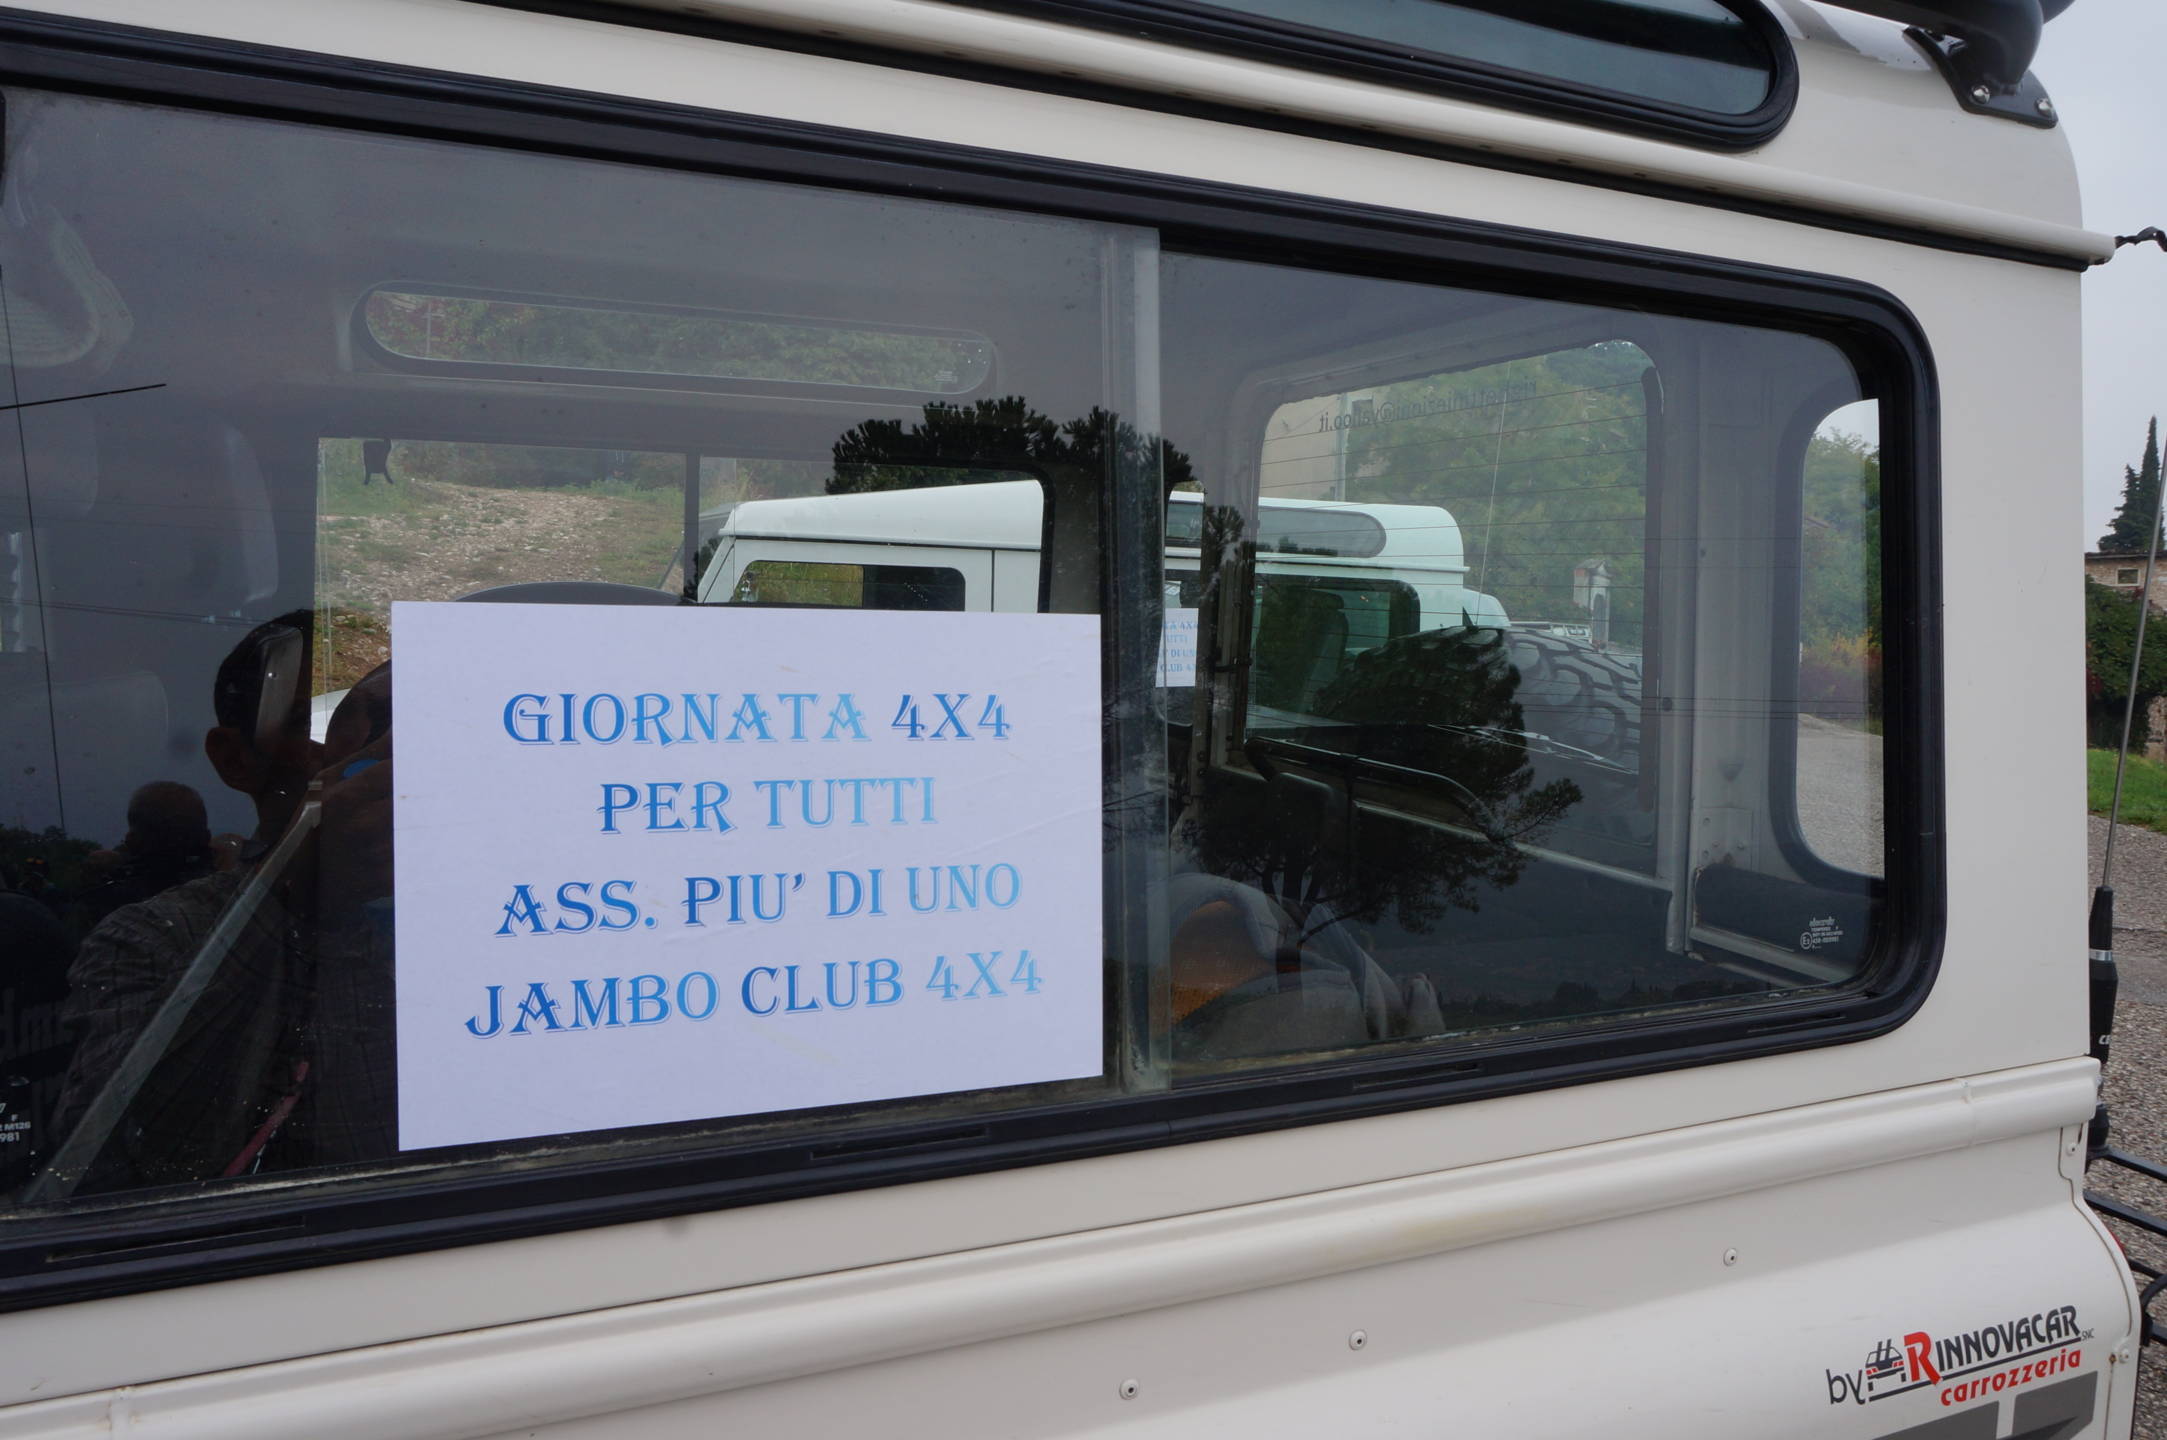 GIORNATA 4X4
PER TUTTI
ASS. PIU' DI UNO
JAMBO CLUB 4X4
by RINNOVACAR SNC
carrozzeria